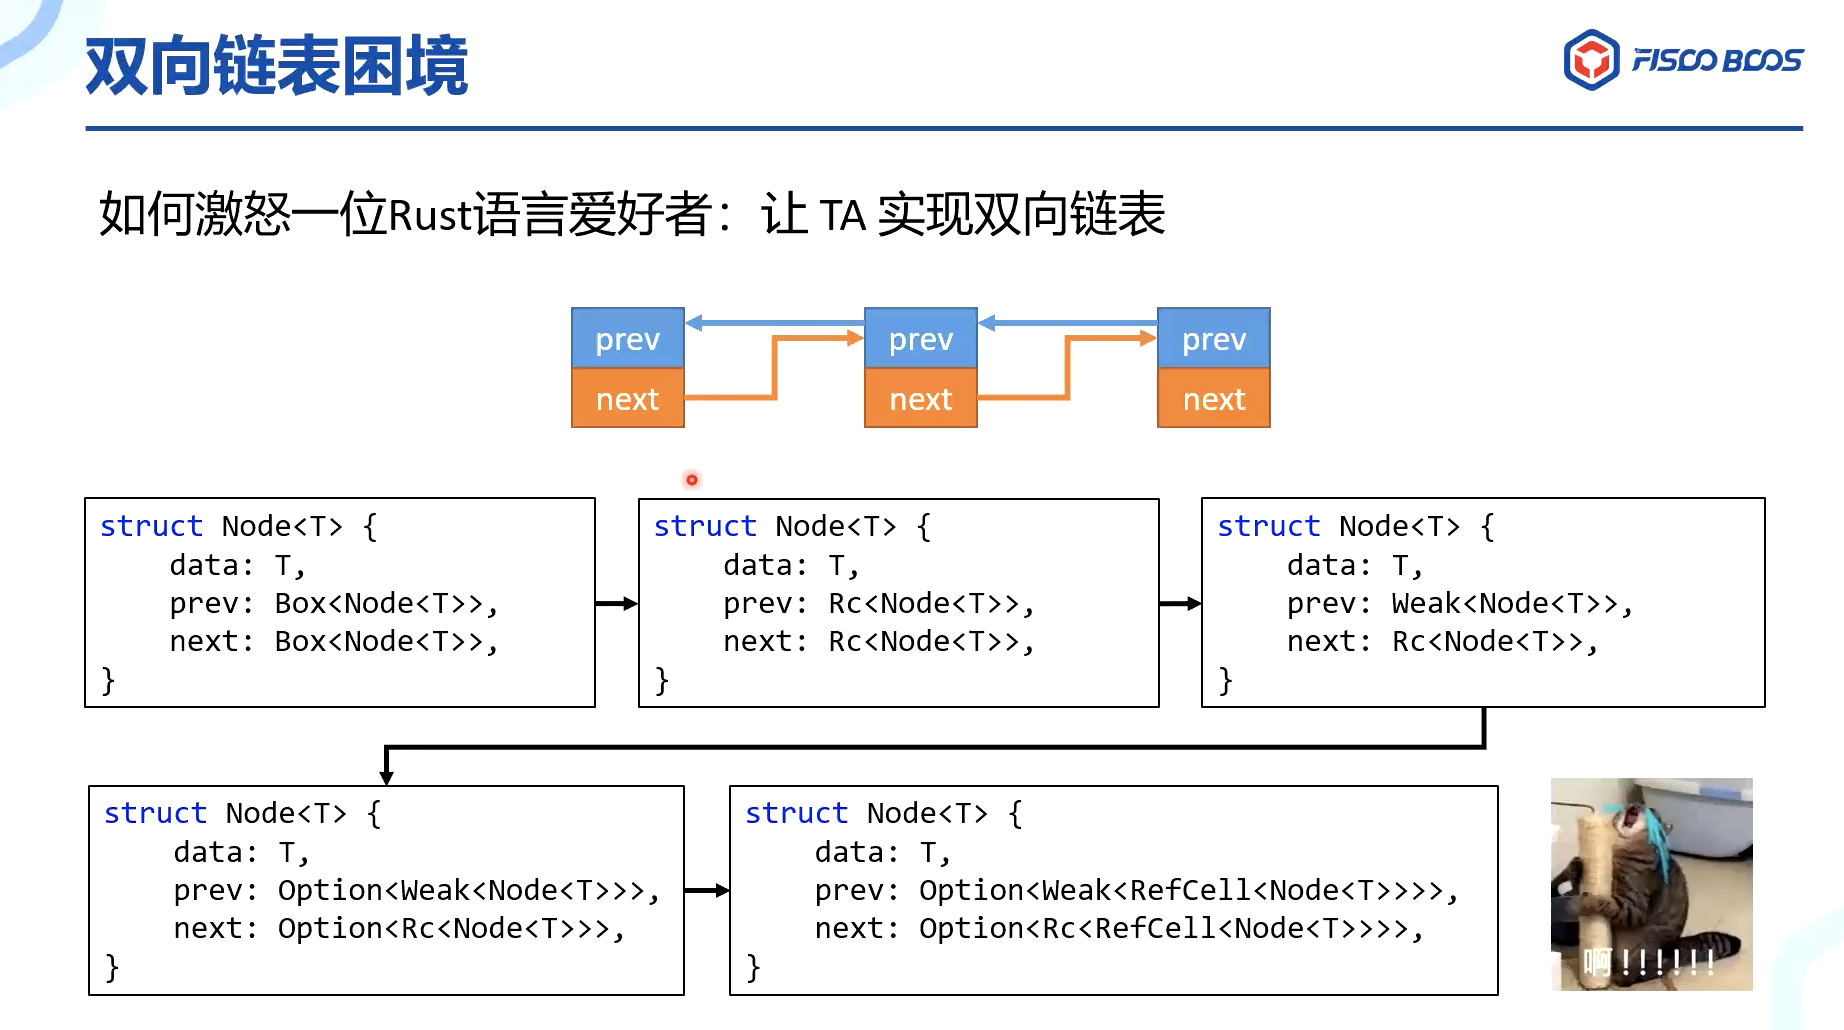 双向链表困境
FISCO BCOS
如何激怒一位Rust语言爱好者：让 TA 实现双向链表
prev
next
prev
next
prev
next
struct Node<T> {
    data: T,
    prev: Box<Node<T>>,
    next: Box<Node<T>>,
}
struct Node<T> {
    data: T,
    prev: Rc<Node<T>>,
    next: Rc<Node<T>>,
}
struct Node<T> {
    data: T,
    prev: Weak<Node<T>>,
    next: Rc<Node<T>>,
}
struct Node<T> {
    data: T,
    prev: Option<Weak<Node<T>>>,
    next: Option<Rc<Node<T>>>,
}
struct Node<T> {
    data: T,
    prev: Option<Weak<RefCell<Node<T>>>>,
    next: Option<Rc<RefCell<Node<T>>>>,
}
啊！！！！！！